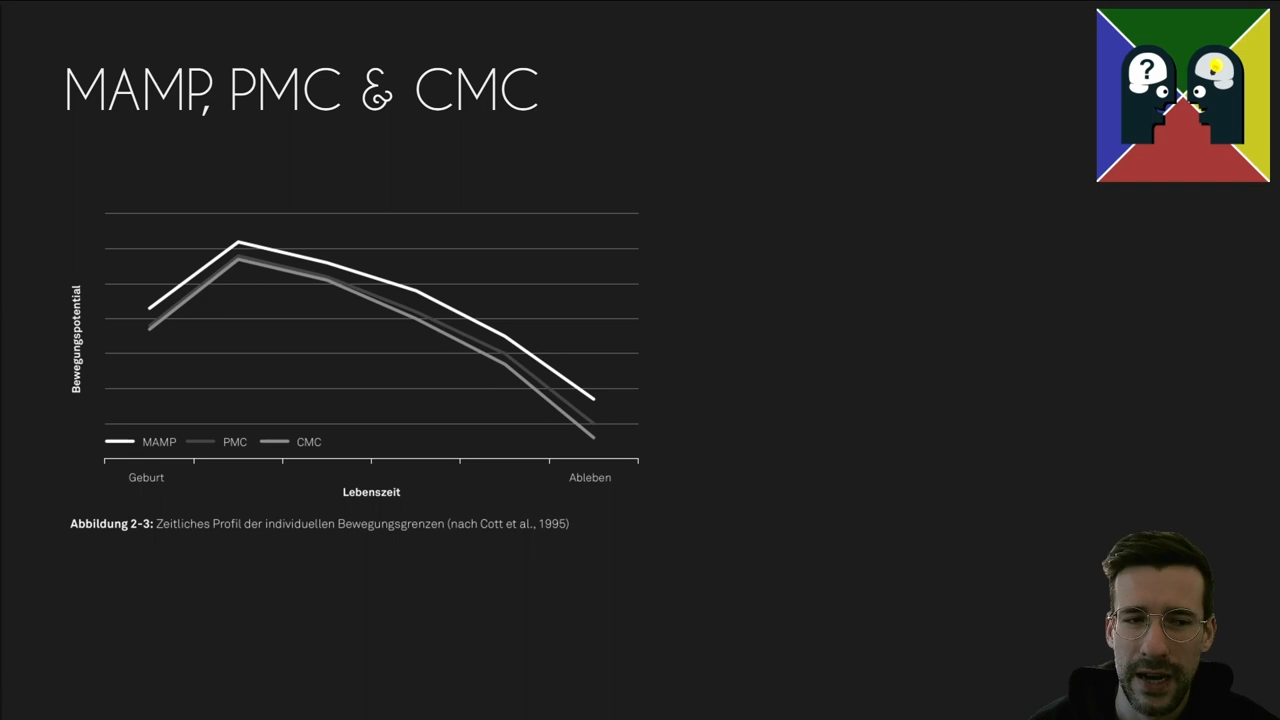 MAMP, PMC & CMC
?
Bewegungspotential
MAMP PMC CMC
Geburt Ableben
Lebenszeit
Abbildung 2-3: Zeitliches Profil der individuellen Bewegungsgrenzen (nach Cott et al., 1995)